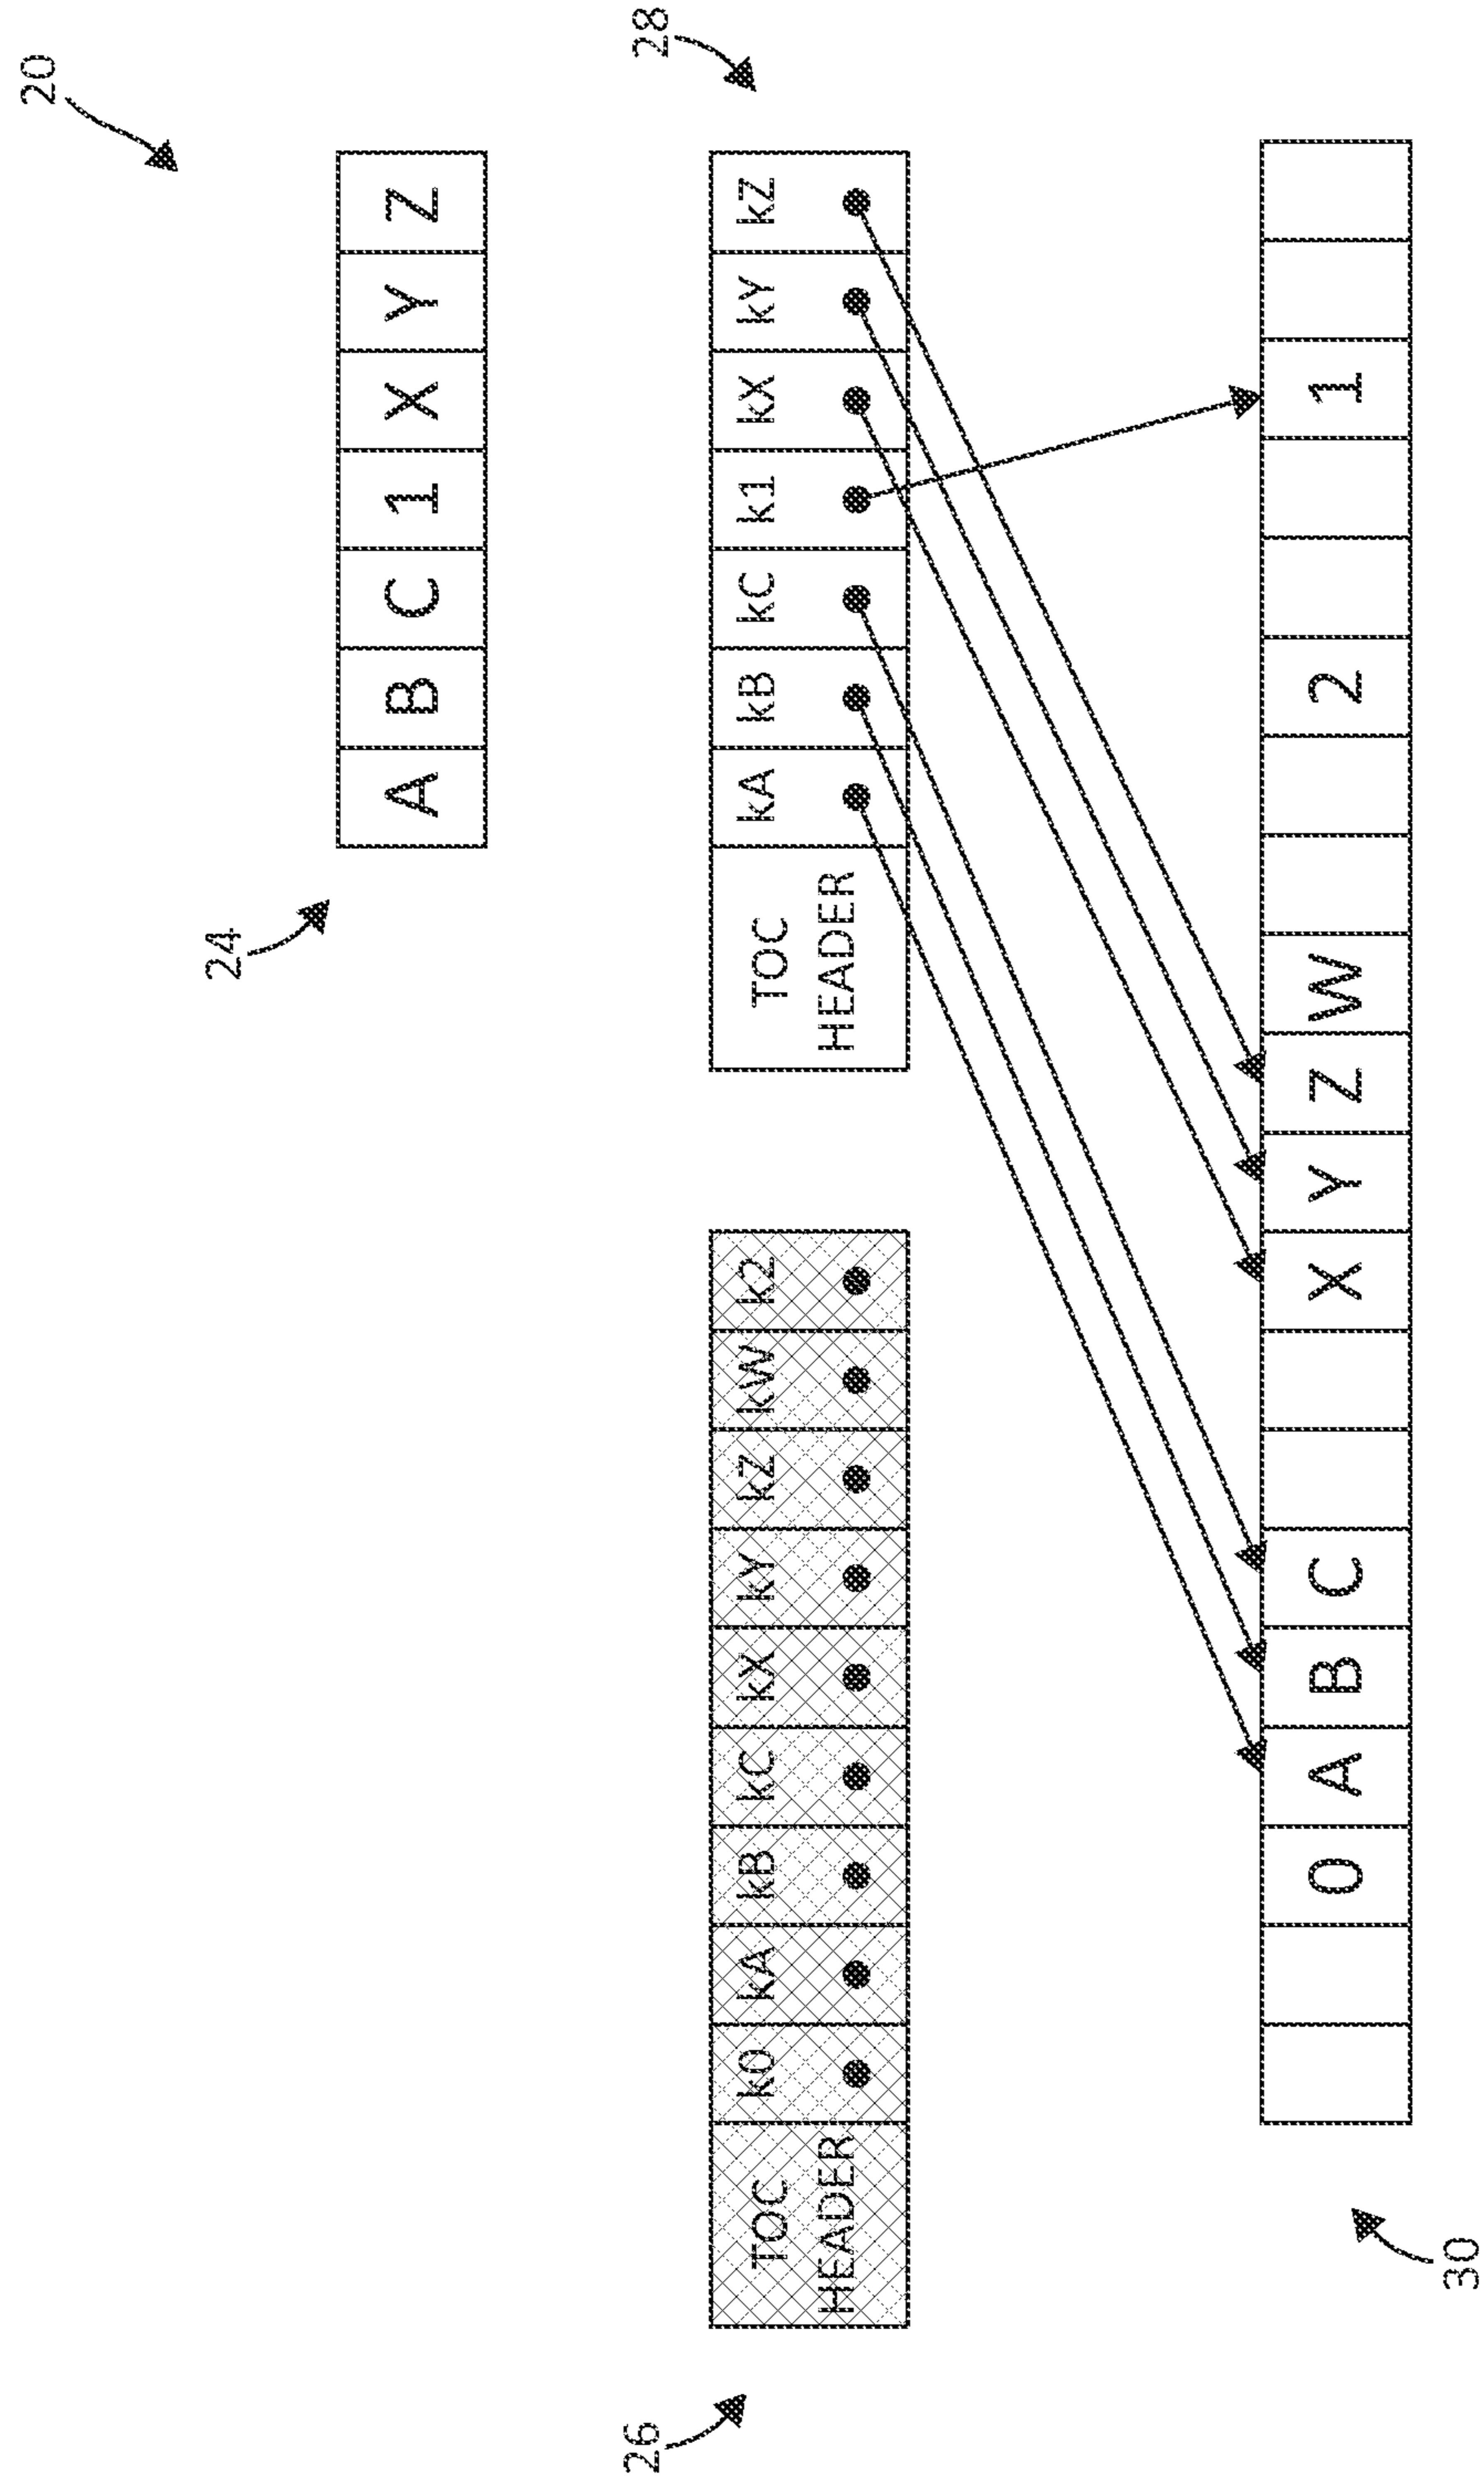 20
24
A B C 1 X Y Z
26
28
TOC
HEADER
k0 kA kB kC kX kY kZ kW k2
TOC
HEADER
kA kB kC k1 kX kY kZ
30
0 A B C X Y Z W 2 1